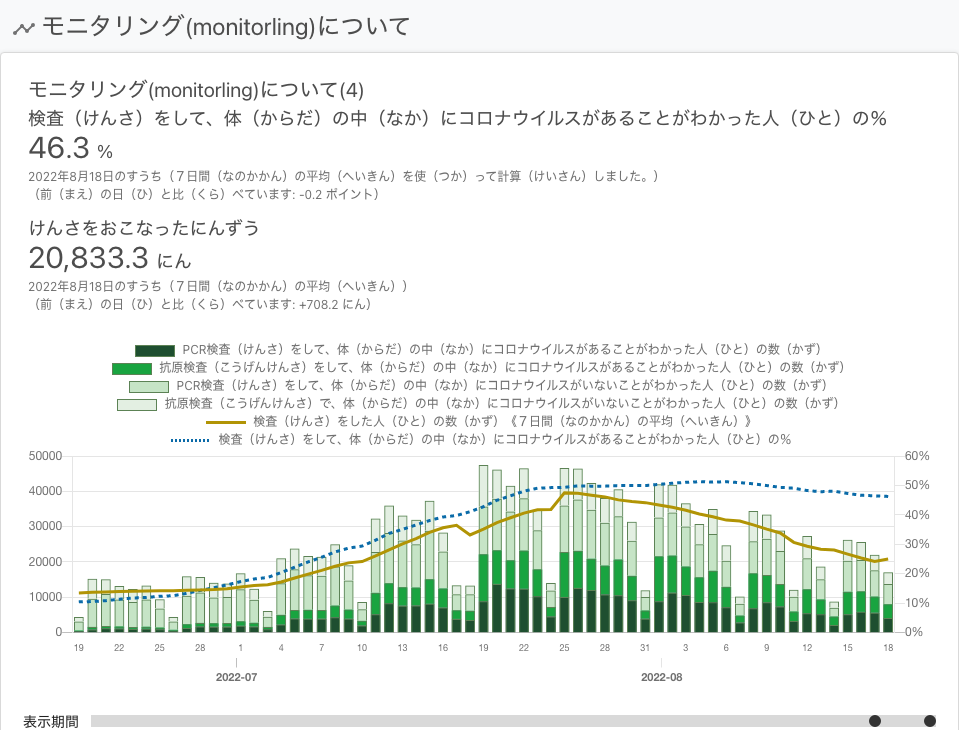 モニタリング(monitorling)について
モニタリング(monitorling)について(4)
検査（けんさ）をして、体（からだ）の中（なか）にコロナウイルスがあることがわかった人（ひと）の%
46.3 %
2022年8月18日のすうち（７日間（なのかかん）の平均（へいきん）を使（つか）って計算（けいさん）しました。）
（前（まえ）の日（ひ）と比（くら）べています: -0.2 ポイント）
けんさをおこなったにんずう
20,833.3 にん
2022年8月18日のすうち（７日間（なのかかん）の平均（へいきん））
（前（まえ）の日（ひ）と比（くら）べています: +708.2 にん）
PCR検査（けんさ）をして、体（からだ）の中（なか）にコロナウイルスがあることがわかった人（ひと）の数（かず）
抗原検査（こうげんけんさ）をして、体（からだ）の中（なか）にコロナウイルスがあることがわかった人（ひと）の数（かず）
PCR検査（けんさ）をして、体（からだ）の中（なか）にコロナウイルスがいないことがわかった人（ひと）の数（かず）
抗原検査（こうげんけんさ）で、体（からだ）の中（なか）にコロナウイルスがいないことがわかった人（ひと）の数（かず）
検査（けんさ）をした人（ひと）の数（かず）《７日間（なのかかん）の平均（へいきん）》
検査（けんさ）をして、体（からだ）の中（なか）にコロナウイルスがあることがわかった人（ひと）の%
50000 60%
40000 50%
30000 40%
20000 30%
10000 20%
0 10%
0%
19 22 25 28 1 4 7 10 13 16 19 22 25 28 31 3 6 9 12 15 18
2022-07 2022-08
表示期間